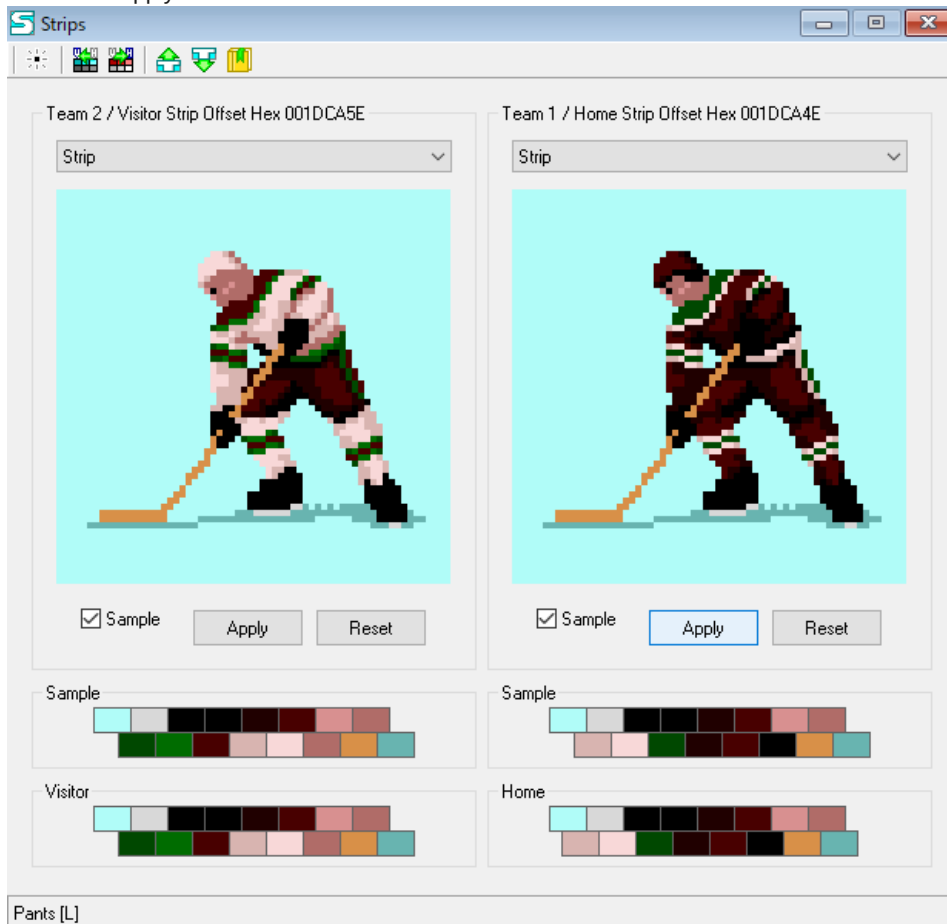 Strips
Team 2 / Visitor Strip Offset Hex 001DCA5E
Team 1 / Home Strip Offset Hex 001DCA4E
Strip
Strip
Sample
Apply
Reset
Sample
Apply
Reset
Sample
Sample
Visitor
Home
Pants [L]